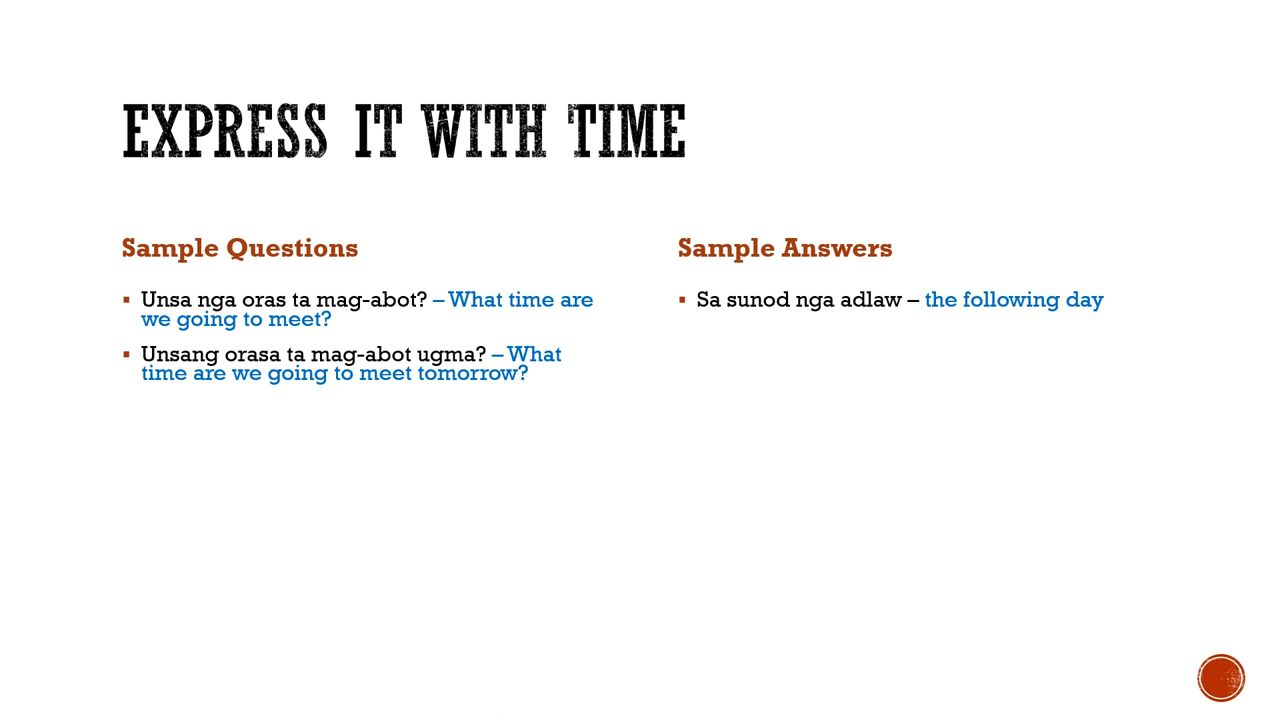 EXPRESS IT WITH TIME
Sample Questions
▪ Unsa nga oras ta mag-abot? – What time are
we going to meet?
▪ Unsang orasa ta mag-abot ugma? – What
time are we going to meet tomorrow?
Sample Answers
▪ Sa sunod nga adlaw – the following day